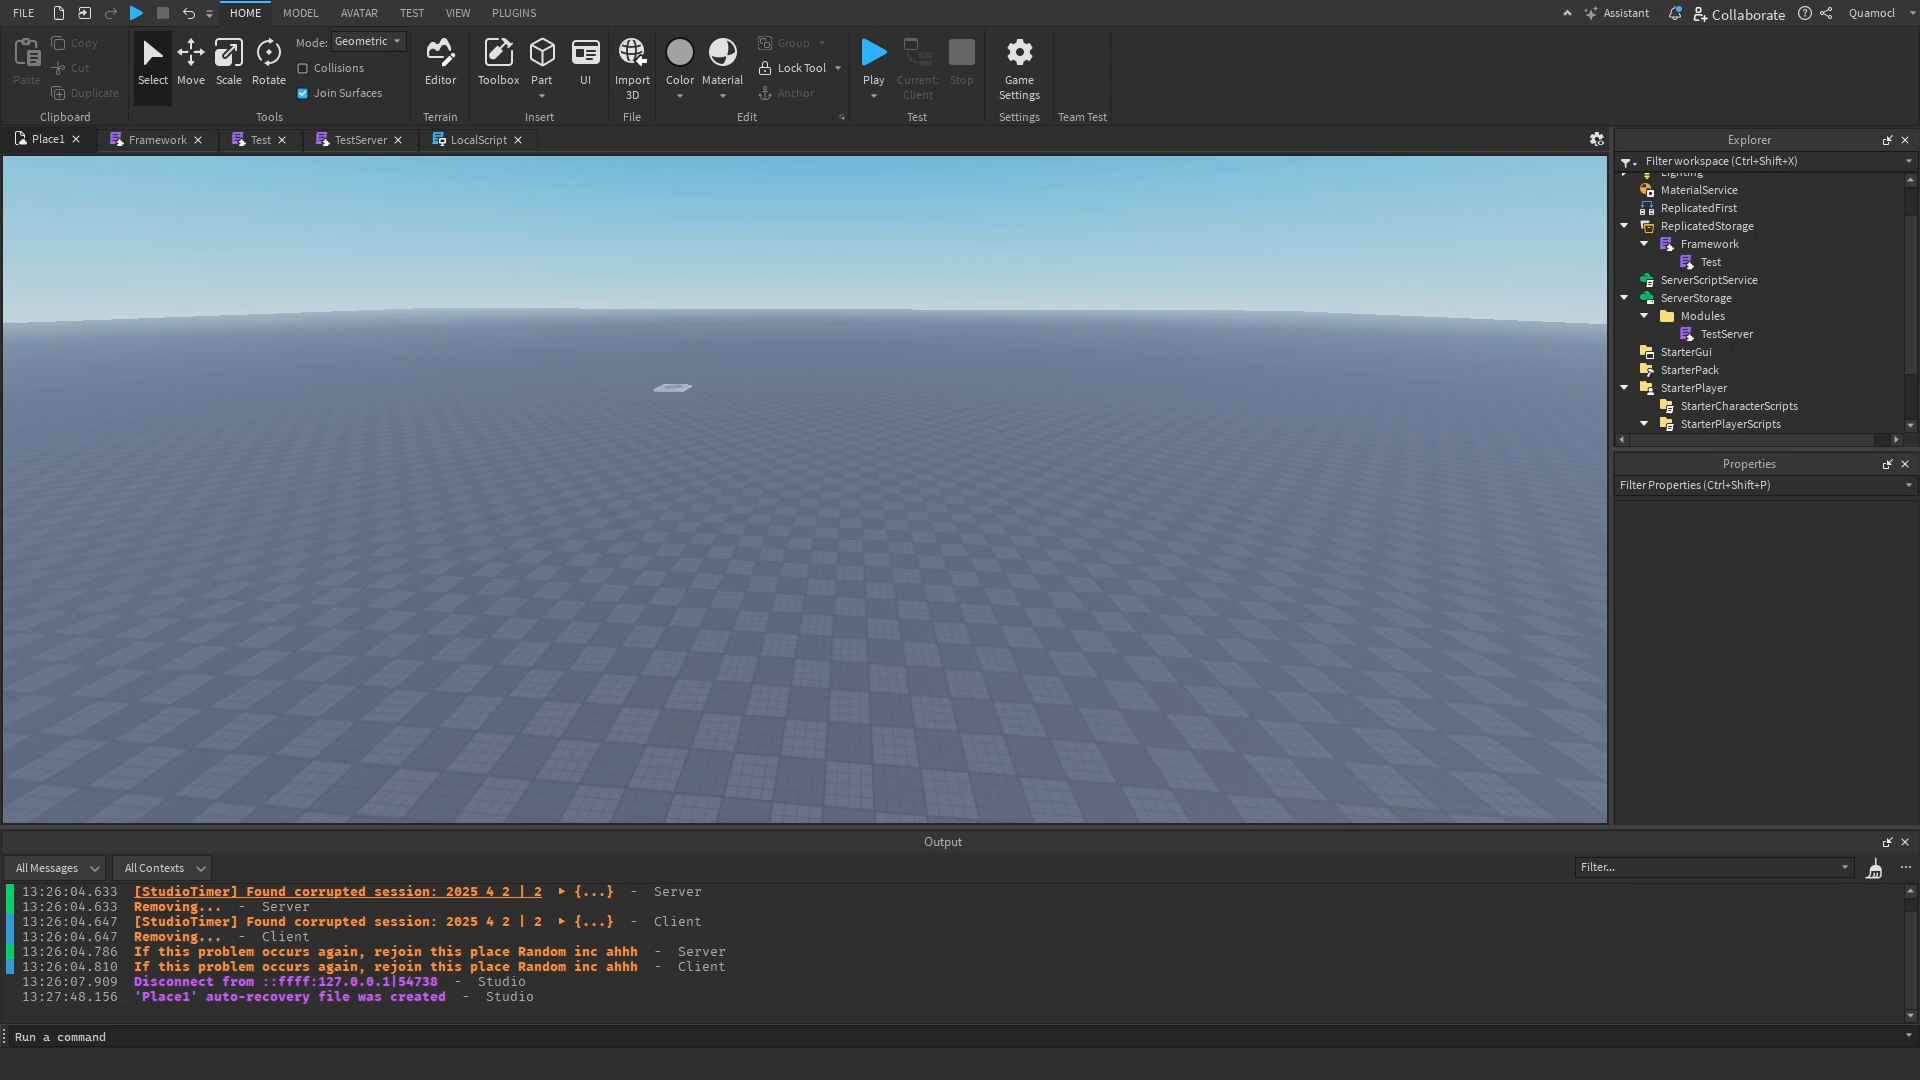 FILE
HOME
MODEL
AVATAR
TEST
VIEW
PLUGINS
Assistant
Collaborate
Quamocl
Paste
Copy
Cut
Duplicate
Clipboard
Select
Move
Scale
Rotate
Mode: Geometric
Collisions
Join Surfaces
Tools
Editor
Terrain
Toolbox
Part
UI
Insert
Import
3D
File
Color
Material
Group
Lock Tool
Anchor
Edit
Play
Current:
Client
Stop
Test
Game
Settings
Settings
Team Test
Place1
Framework
Test
TestServer
LocalScript
Explorer
Filter workspace (Ctrl+Shift+X)
Lighting
MaterialService
ReplicatedFirst
ReplicatedStorage
Framework
Test
ServerScriptService
ServerStorage
Modules
TestServer
StarterGui
StarterPack
StarterPlayer
StarterCharacterScripts
StarterPlayerScripts
Properties
Filter Properties (Ctrl+Shift+P)
Output
All Messages
All Contexts
Filter...
13:26:04.633 [StudioTimer] Found corrupted session: 2025 4 2 | 2 ▶ {...} - Server
13:26:04.633 Removing... - Server
13:26:04.647 [StudioTimer] Found corrupted session: 2025 4 2 | 2 ▶ {...} - Client
13:26:04.647 Removing... - Client
13:26:04.786 If this problem occurs again, rejoin this place Random inc ahhh - Server
13:26:04.810 If this problem occurs again, rejoin this place Random inc ahhh - Client
13:26:07.909 Disconnect from ::ffff:127.0.0.1|54738 - Studio
13:27:48.156 'Place1' auto-recovery file was created - Studio
Run a command